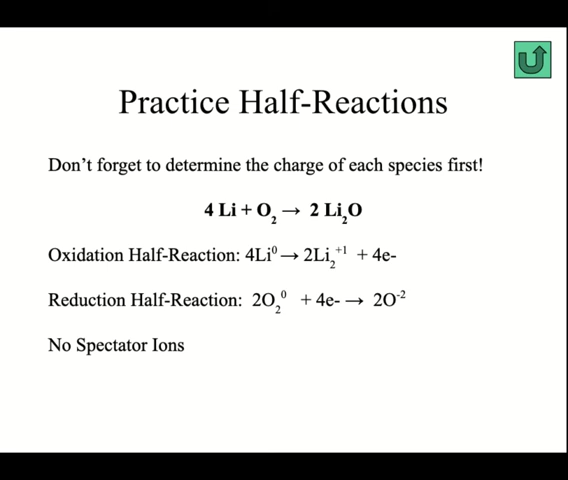 Practice Half-Reactions
Don't forget to determine the charge of each species first!
4 Li + O₂ → 2 Li₂O
Oxidation Half-Reaction: 4Li⁰ → 2Li₂⁺¹ + 4e-
Reduction Half-Reaction: 2O₂⁰ + 4e- → 2O⁻²
No Spectator Ions